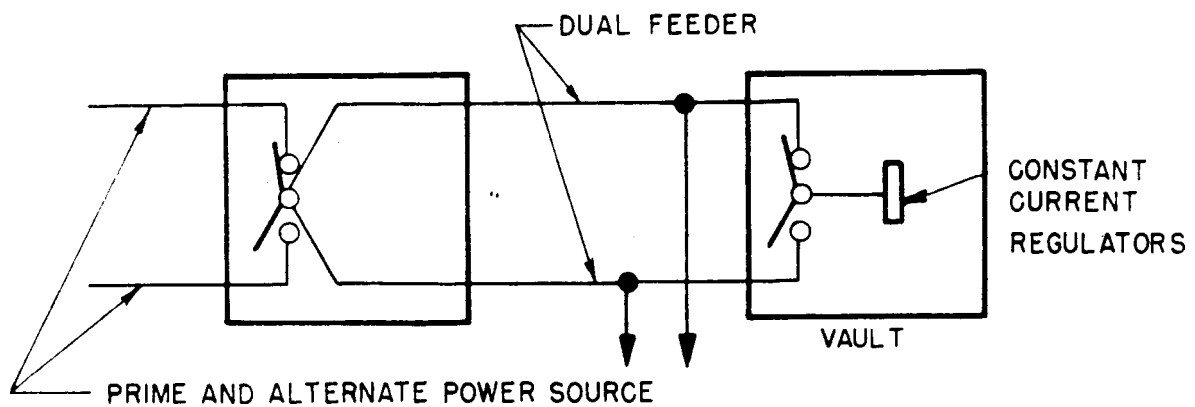 DUAL FEEDER
CONSTANT
CURRENT
REGULATORS
VAULT
PRIME AND ALTERNATE POWER SOURCE